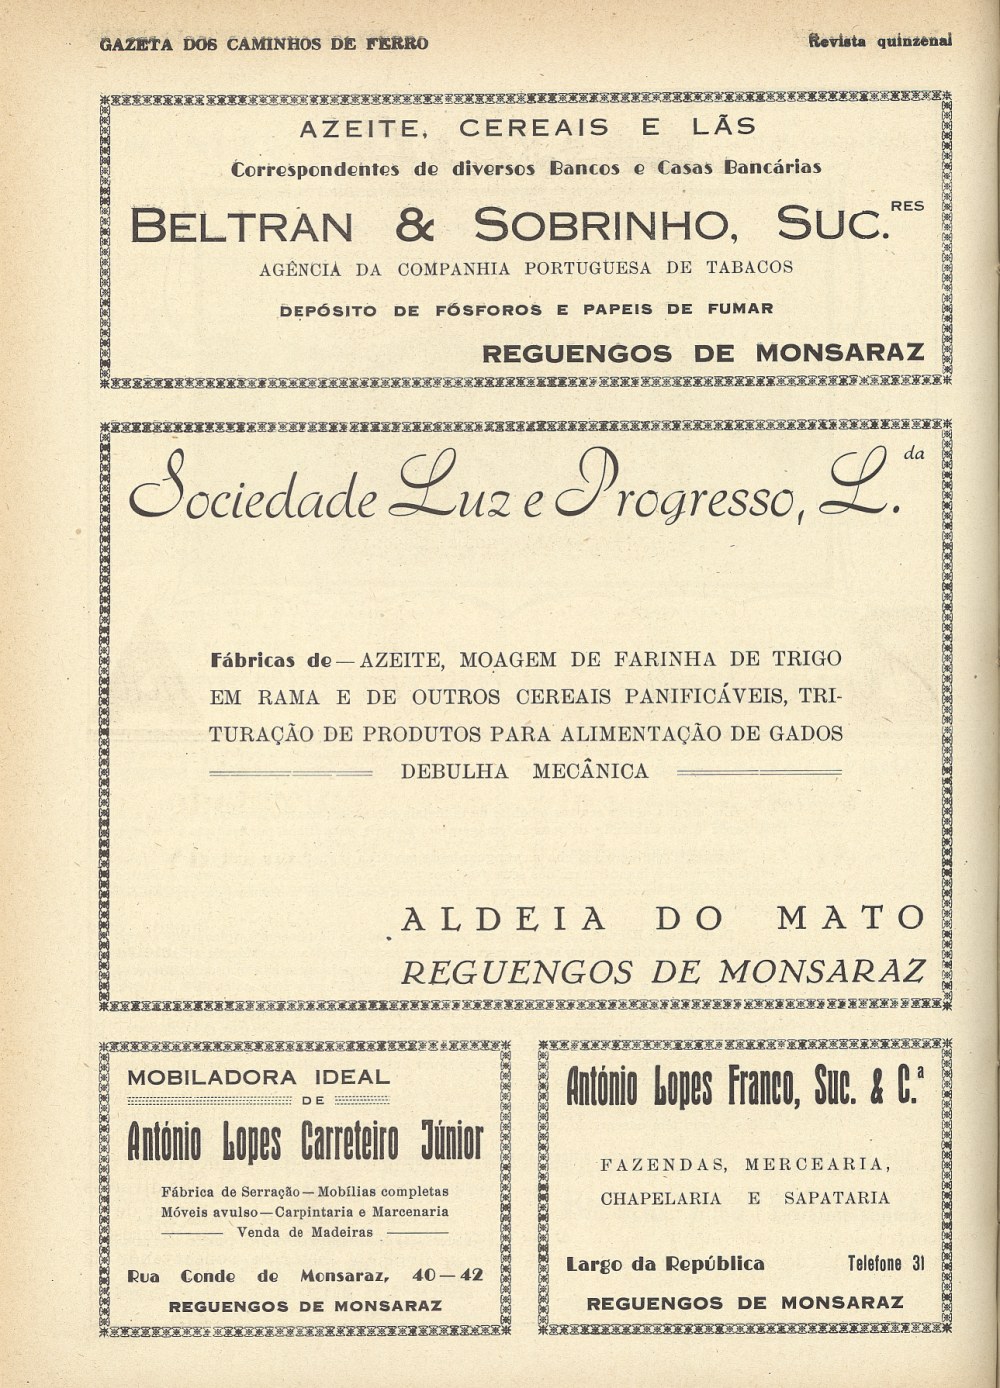 GAZETA DOS CAMINHOS DE FERRO
Revista quinzenal
AZEITE, CEREAIS E LÃS
Correspondentes de diversos Bancos e Casas Bancárias
BELTRAN & SOBRINHO, SUC.RES
AGÊNCIA DA COMPANHIA PORTUGUESA DE TABACOS
DEPÓSITO DE FÓSFOROS E PAPEIS DE FUMAR
REGUENGOS DE MONSARAZ
Sociedade Luz e Progresso, L.da
Fábricas de — AZEITE, MOAGEM DE FARINHA DE TRIGO
EM RAMA E DE OUTROS CEREAIS PANIFICÁVEIS, TRI-
TURAÇÃO DE PRODUTOS PARA ALIMENTAÇÃO DE GADOS
DEBULHA MECÂNICA
ALDEIA DO MATO
REGUENGOS DE MONSARAZ
MOBILADORA IDEAL
DE
António Lopes Carreteiro Júnior
Fábrica de Serração — Mobílias completas
Móveis avulso — Carpintaria e Marcenaria
Venda de Madeiras
Rua Conde de Monsaraz, 40 — 42
REGUENGOS DE MONSARAZ
António Lopes Franco, Suc. & C.ª
FAZENDAS, MERCEARIA,
CHAPELARIA E SAPATARIA
Largo da República Telefone 31
REGUENGOS DE MONSARAZ